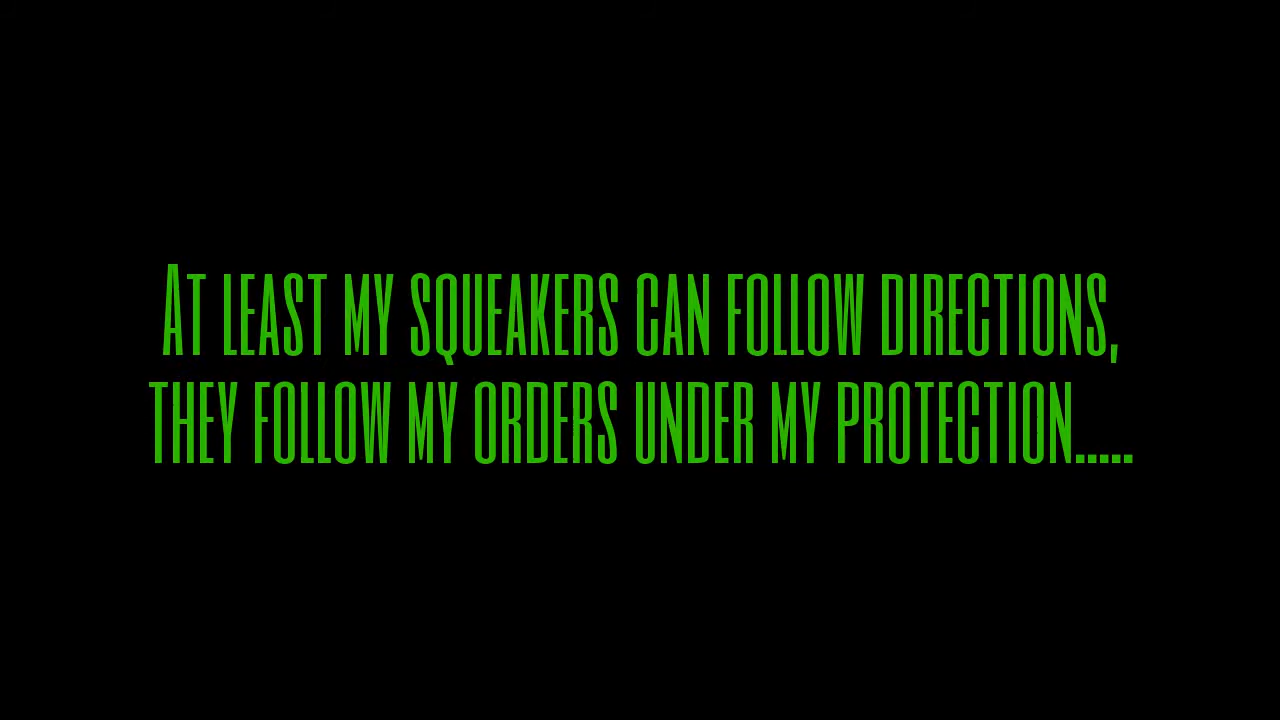 At least my squeakers can follow directions,
they follow my orders under my protection.....